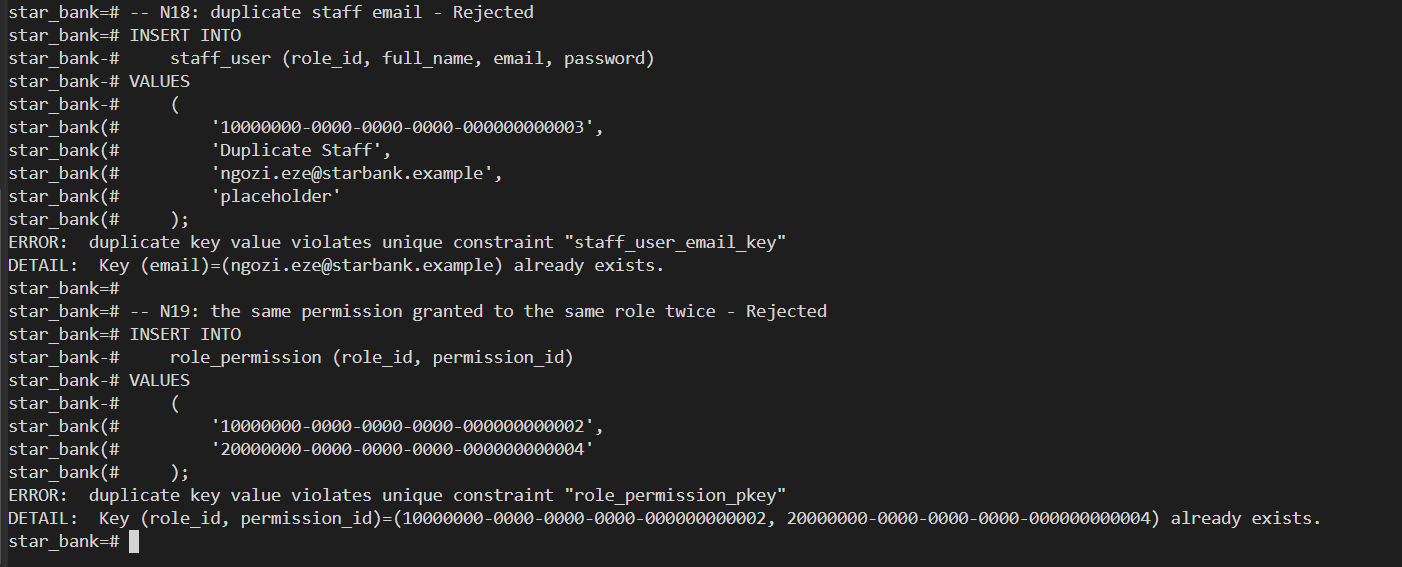 star_bank=# -- N18: duplicate staff email - Rejected
star_bank=# INSERT INTO
star_bank-#     staff_user (role_id, full_name, email, password)
star_bank-# VALUES
star_bank-#     (
star_bank(#         '10000000-0000-0000-0000-000000000003',
star_bank(#         'Duplicate Staff',
star_bank(#         'ngozi.eze@starbank.example',
star_bank(#         'placeholder'
star_bank(#     );
ERROR:  duplicate key value violates unique constraint "staff_user_email_key"
DETAIL:  Key (email)=(ngozi.eze@starbank.example) already exists.
star_bank=#
star_bank=# -- N19: the same permission granted to the same role twice - Rejected
star_bank=# INSERT INTO
star_bank-#     role_permission (role_id, permission_id)
star_bank-# VALUES
star_bank-#     (
star_bank(#         '10000000-0000-0000-0000-000000000002',
star_bank(#         '20000000-0000-0000-0000-000000000004'
star_bank(#     );
ERROR:  duplicate key value violates unique constraint "role_permission_pkey"
DETAIL:  Key (role_id, permission_id)=(10000000-0000-0000-0000-000000000002, 20000000-0000-0000-0000-000000000004) already exists.
star_bank=#